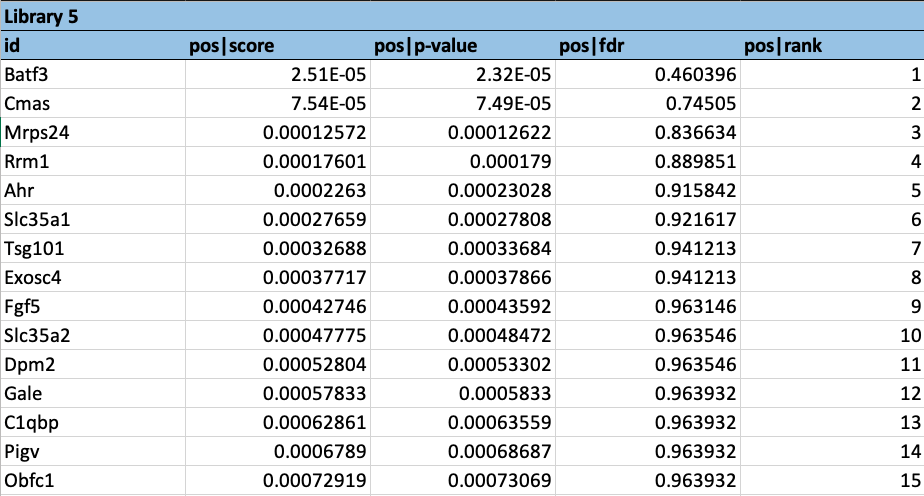 Library 5
id pos|score pos|p-value pos|fdr pos|rank
Batf3 2.51E-05 2.32E-05 0.460396 1
Cmas 7.54E-05 7.49E-05 0.74505 2
Mrps24 0.00012572 0.00012622 0.836634 3
Rrm1 0.00017601 0.000179 0.889851 4
Ahr 0.0002263 0.00023028 0.915842 5
Slc35a1 0.00027659 0.00027808 0.921617 6
Tsg101 0.00032688 0.00033684 0.941213 7
Exosc4 0.00037717 0.00037866 0.941213 8
Fgf5 0.00042746 0.00043592 0.963146 9
Slc35a2 0.00047775 0.00048472 0.963546 10
Dpm2 0.00052804 0.00053302 0.963546 11
Gale 0.00057833 0.0005833 0.963932 12
C1qbp 0.00062861 0.00063559 0.963932 13
Pigv 0.0006789 0.00068687 0.963932 14
Obfc1 0.00072919 0.00073069 0.963932 15